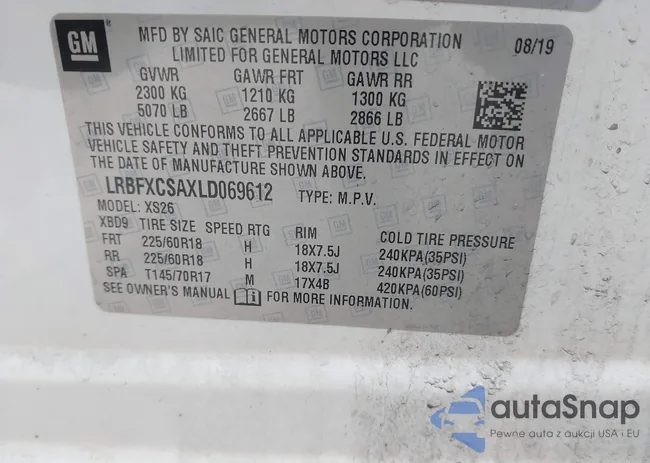 GM
MFD BY SAIC GENERAL MOTORS CORPORATION 08/19
LIMITED FOR GENERAL MOTORS LLC
GVWR GAWR FRT GAWR RR
2300 KG 1210 KG 1300 KG
5070 LB 2667 LB 2866 LB
THIS VEHICLE CONFORMS TO ALL APPLICABLE U.S. FEDERAL MOTOR
VEHICLE SAFETY AND THEFT PREVENTION STANDARDS IN EFFECT ON
THE DATE OF MANUFACTURE SHOWN ABOVE.
LRBFXCSAXLD069612 TYPE: M.P.V.
MODEL: XS26
XBD9 TIRE SIZE SPEED RTG RIM COLD TIRE PRESSURE
FRT 225/60R18 H 18X7.5J 240KPA(35PSI)
RR 225/60R18 H 18X7.5J 240KPA(35PSI)
SPA T145/70R17 M 17X4B 420KPA(60PSI)
SEE OWNER'S MANUAL FOR MORE INFORMATION.
autoSnap
Pewne auta z aukcji USA i EU